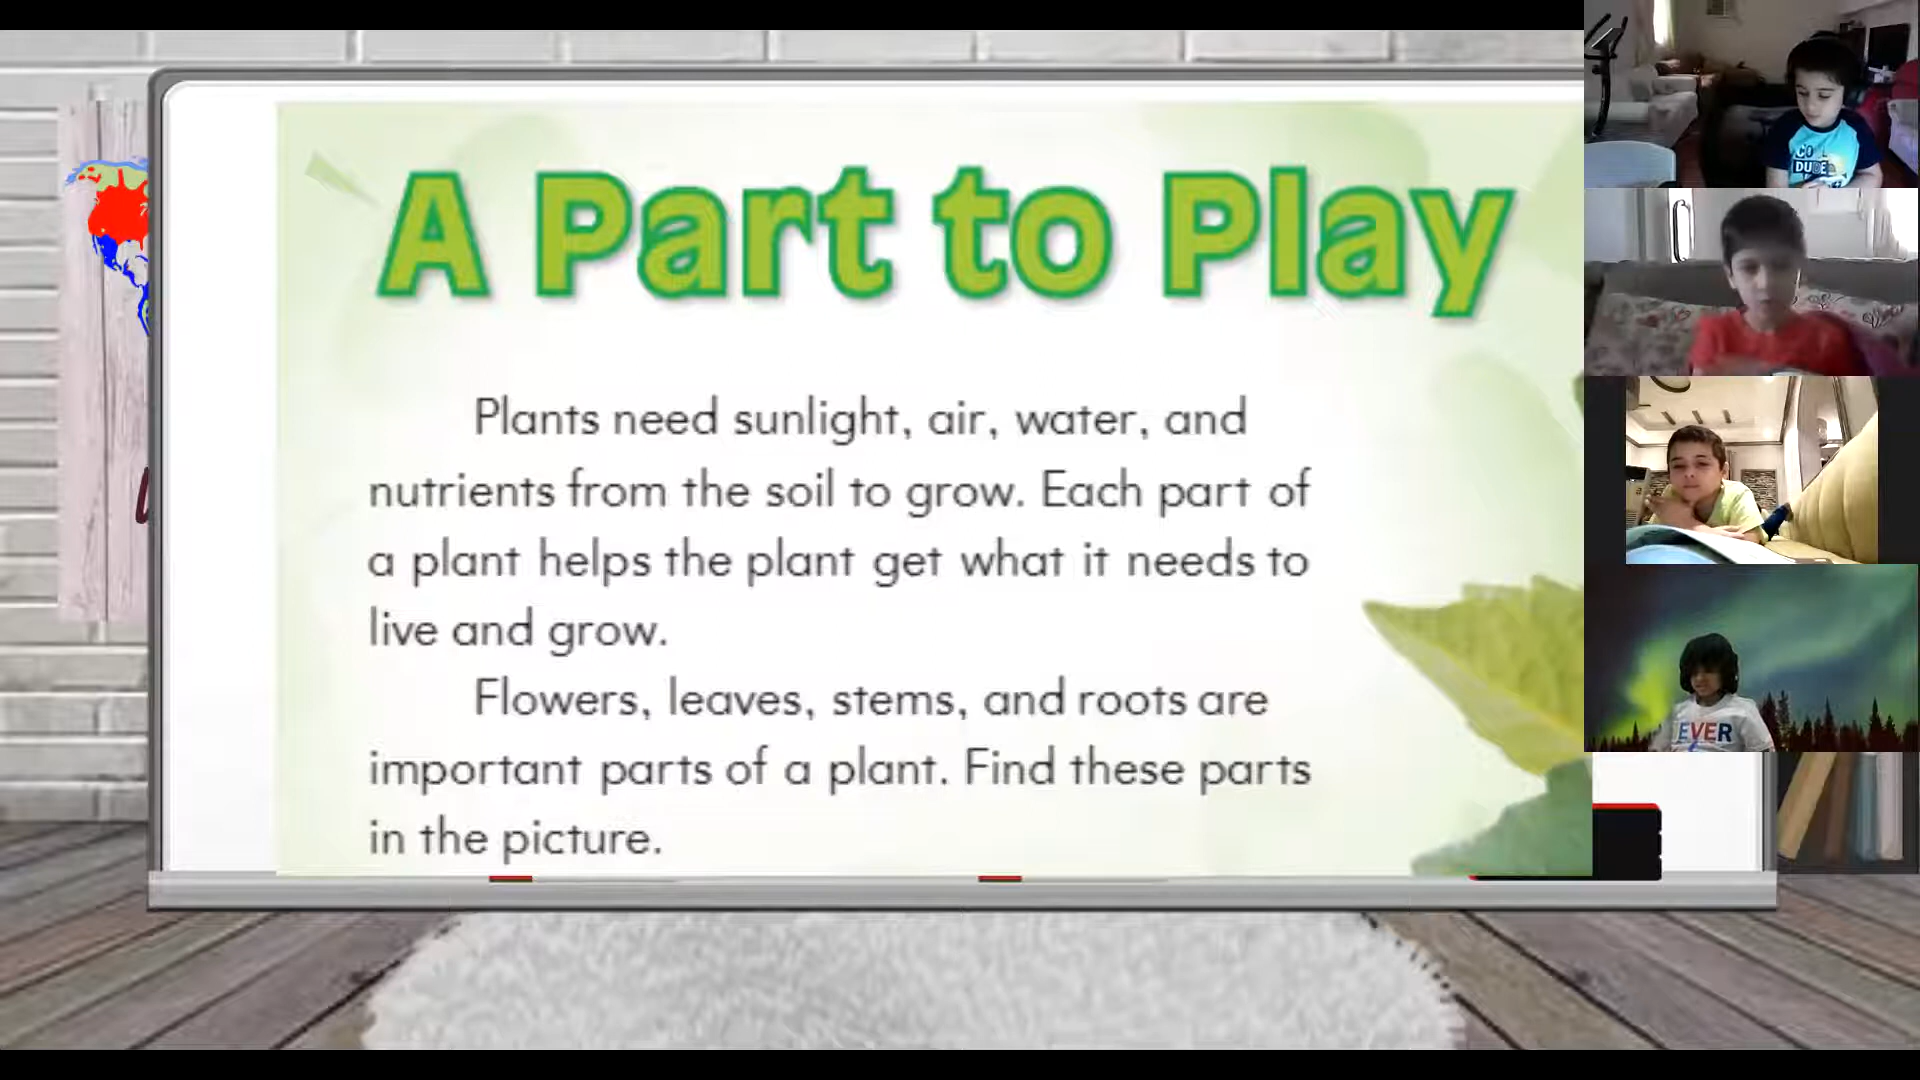 A Part to Play
Plants need sunlight, air, water, and
nutrients from the soil to grow. Each part of
a plant helps the plant get what it needs to
live and grow.
Flowers, leaves, stems, and roots are
important parts of a plant. Find these parts
in the picture.
DUDE
EVER